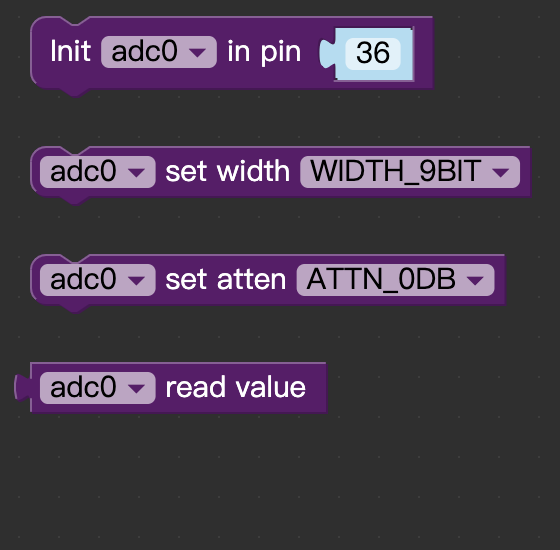 Init adc0 in pin 36
adc0 set width WIDTH_9BIT
adc0 set atten ATTN_0DB
adc0 read value